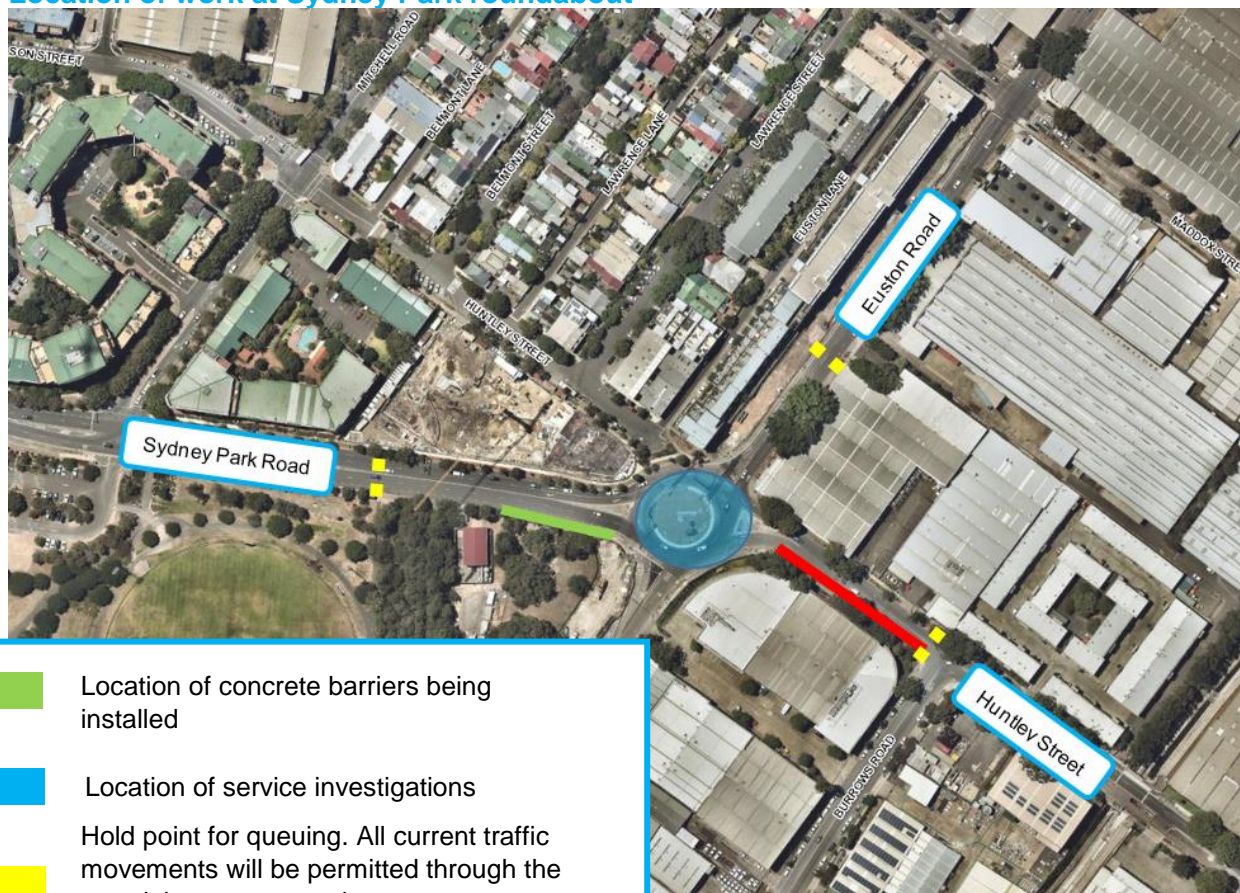 Location of work at Sydney Park roundabout
SON STREET
MITCHELL ROAD
BELMONT LANE
BELMONT STREET
LAWRENCE LANE
LAWRENCE STREET
EUSTON LANE
Euston Road
MADDOX STREE
HUNTLEY STREET
Sydney Park Road
Huntley Street
BURROWS ROAD
Location of concrete barriers being
installed
Location of service investigations
Hold point for queuing. All current traffic
movements will be permitted through the